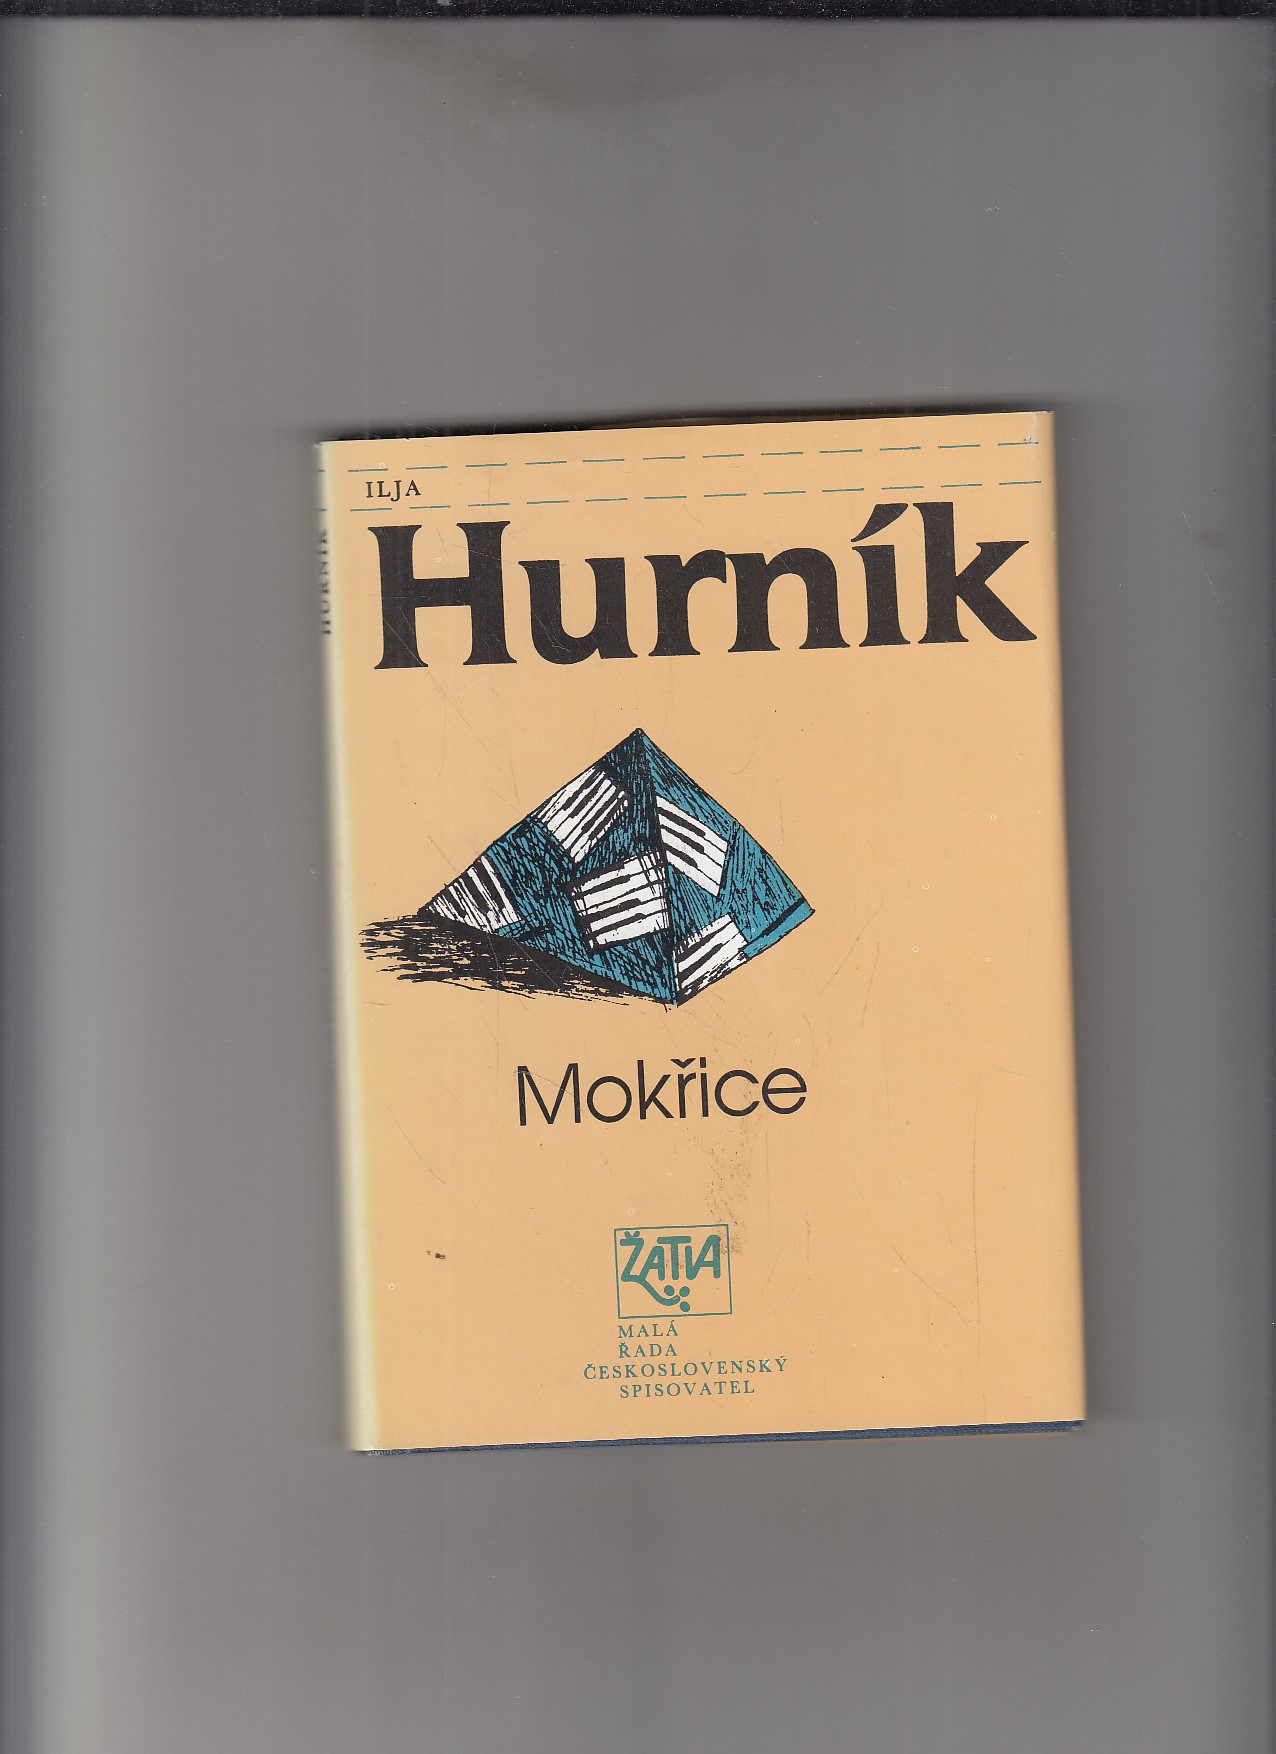 ILJA
Hurník
HURNÍK
Mokřice
ŽATVA
MALÁ
ŘADA
ČESKOSLOVENSKÝ
SPISOVATEL